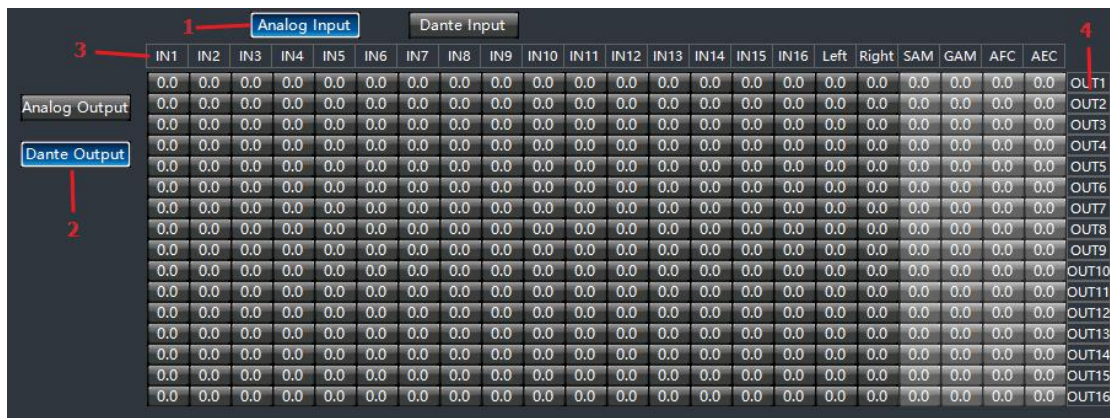 1 Analog Input Dante Input 4
3 IN1 IN2 IN3 IN4 IN5 IN6 IN7 IN8 IN9 IN10 IN11 IN12 IN13 IN14 IN15 IN16 Left Right SAM GAM AFC AEC
0.0 0.0 0.0 0.0 0.0 0.0 0.0 0.0 0.0 0.0 0.0 0.0 0.0 0.0 0.0 0.0 0.0 0.0 0.0 0.0 0.0 0.0 OUT1
Analog Output 0.0 0.0 0.0 0.0 0.0 0.0 0.0 0.0 0.0 0.0 0.0 0.0 0.0 0.0 0.0 0.0 0.0 0.0 0.0 0.0 0.0 0.0 OUT2
0.0 0.0 0.0 0.0 0.0 0.0 0.0 0.0 0.0 0.0 0.0 0.0 0.0 0.0 0.0 0.0 0.0 0.0 0.0 0.0 0.0 0.0 OUT3
0.0 0.0 0.0 0.0 0.0 0.0 0.0 0.0 0.0 0.0 0.0 0.0 0.0 0.0 0.0 0.0 0.0 0.0 0.0 0.0 0.0 0.0 OUT4
Dante Output 0.0 0.0 0.0 0.0 0.0 0.0 0.0 0.0 0.0 0.0 0.0 0.0 0.0 0.0 0.0 0.0 0.0 0.0 0.0 0.0 0.0 0.0 OUT5
0.0 0.0 0.0 0.0 0.0 0.0 0.0 0.0 0.0 0.0 0.0 0.0 0.0 0.0 0.0 0.0 0.0 0.0 0.0 0.0 0.0 0.0 OUT6
0.0 0.0 0.0 0.0 0.0 0.0 0.0 0.0 0.0 0.0 0.0 0.0 0.0 0.0 0.0 0.0 0.0 0.0 0.0 0.0 0.0 0.0 OUT7
2 0.0 0.0 0.0 0.0 0.0 0.0 0.0 0.0 0.0 0.0 0.0 0.0 0.0 0.0 0.0 0.0 0.0 0.0 0.0 0.0 0.0 0.0 OUT8
0.0 0.0 0.0 0.0 0.0 0.0 0.0 0.0 0.0 0.0 0.0 0.0 0.0 0.0 0.0 0.0 0.0 0.0 0.0 0.0 0.0 0.0 OUT9
0.0 0.0 0.0 0.0 0.0 0.0 0.0 0.0 0.0 0.0 0.0 0.0 0.0 0.0 0.0 0.0 0.0 0.0 0.0 0.0 0.0 0.0 OUT10
0.0 0.0 0.0 0.0 0.0 0.0 0.0 0.0 0.0 0.0 0.0 0.0 0.0 0.0 0.0 0.0 0.0 0.0 0.0 0.0 0.0 0.0 OUT11
0.0 0.0 0.0 0.0 0.0 0.0 0.0 0.0 0.0 0.0 0.0 0.0 0.0 0.0 0.0 0.0 0.0 0.0 0.0 0.0 0.0 0.0 OUT12
0.0 0.0 0.0 0.0 0.0 0.0 0.0 0.0 0.0 0.0 0.0 0.0 0.0 0.0 0.0 0.0 0.0 0.0 0.0 0.0 0.0 0.0 OUT13
0.0 0.0 0.0 0.0 0.0 0.0 0.0 0.0 0.0 0.0 0.0 0.0 0.0 0.0 0.0 0.0 0.0 0.0 0.0 0.0 0.0 0.0 OUT14
0.0 0.0 0.0 0.0 0.0 0.0 0.0 0.0 0.0 0.0 0.0 0.0 0.0 0.0 0.0 0.0 0.0 0.0 0.0 0.0 0.0 0.0 OUT15
0.0 0.0 0.0 0.0 0.0 0.0 0.0 0.0 0.0 0.0 0.0 0.0 0.0 0.0 0.0 0.0 0.0 0.0 0.0 0.0 0.0 0.0 OUT16